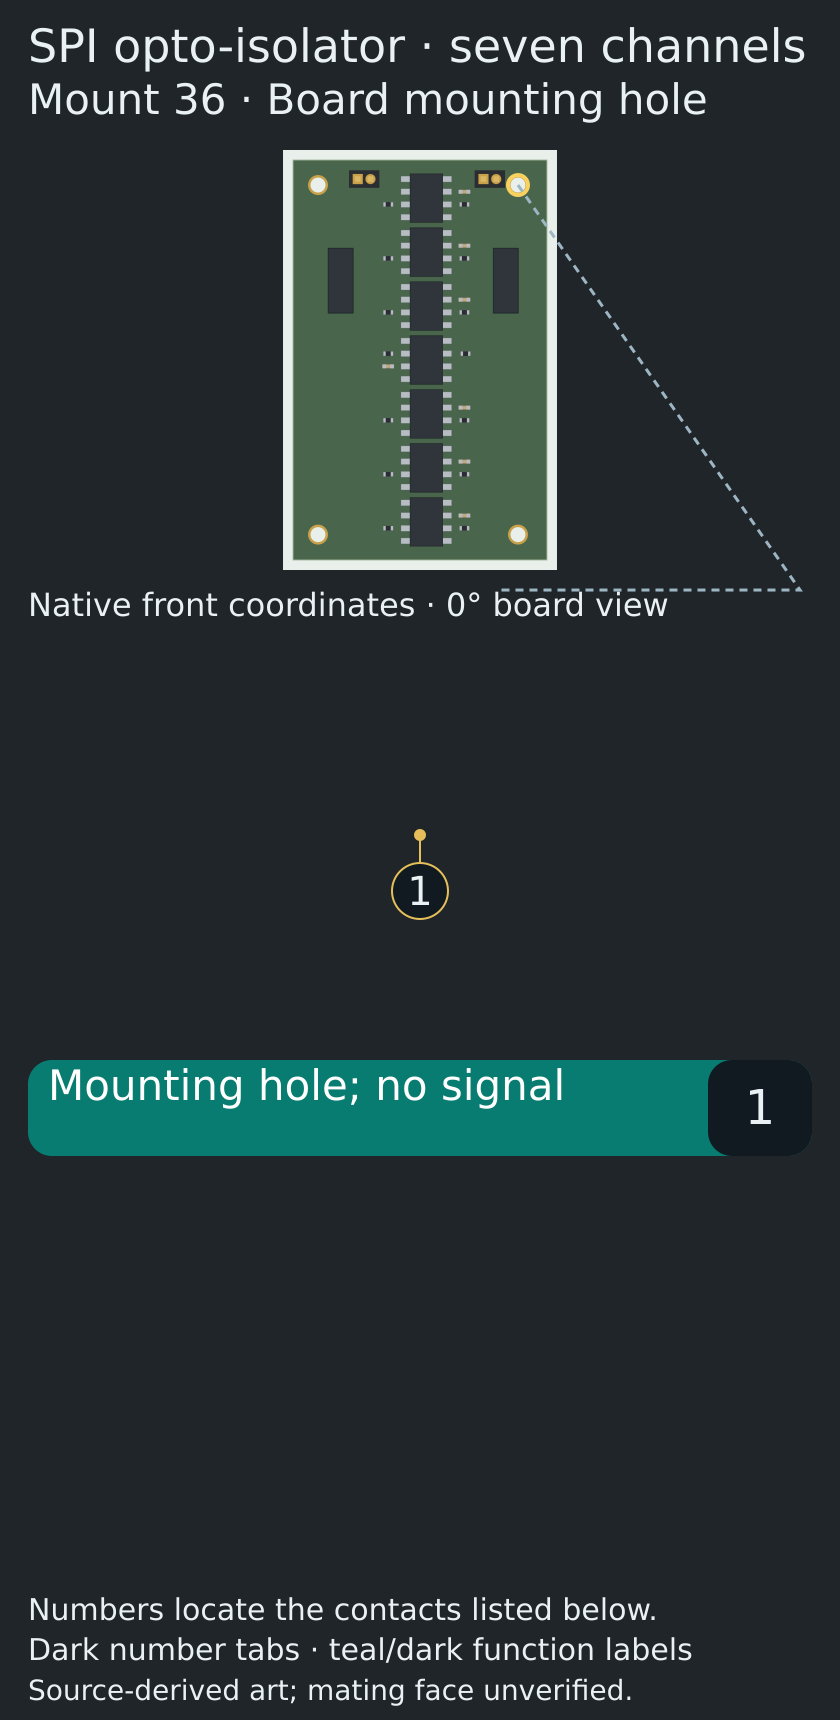 SPI opto-isolator · seven channels
Mount 36 · Board mounting hole
Native front coordinates · 0° board view
1
Mounting hole; no signal
1
Numbers locate the contacts listed below.
Dark number tabs · teal/dark function labels
Source-derived art; mating face unverified.